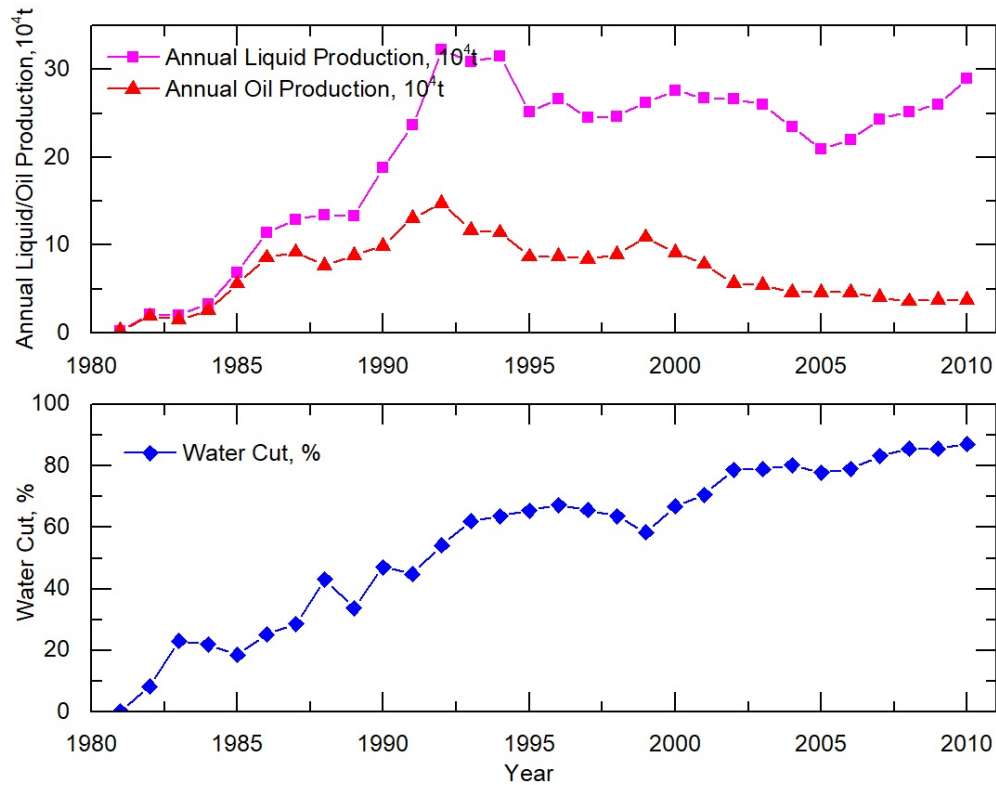 Annual Liquid/Oil Production,10⁴t
30
20
10
0
Annual Liquid Production, 10⁴t
Annual Oil Production, 10⁴t
1980 1985 1990 1995 2000 2005 2010
Water Cut, %
100
80
60
40
20
0
Water Cut, %
1980 1985 1990 1995 2000 2005 2010
Year